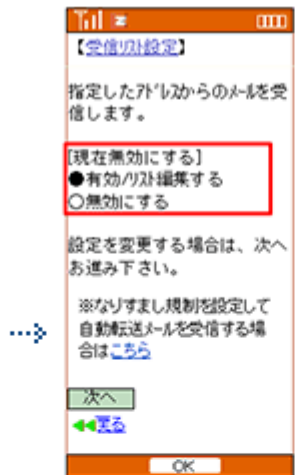 【受信ﾘｽﾄ設定】
指定したｱﾄﾞﾚｽからのﾒｰﾙを受
信します。
[現在無効にする]
●有効/ﾘｽﾄ編集する
○無効にする
設定を変更する場合は、次へ
お進み下さい。
※なりすまし規制を設定して
自動転送ﾒｰﾙを受信する場
合はこちら
次へ
戻る
OK